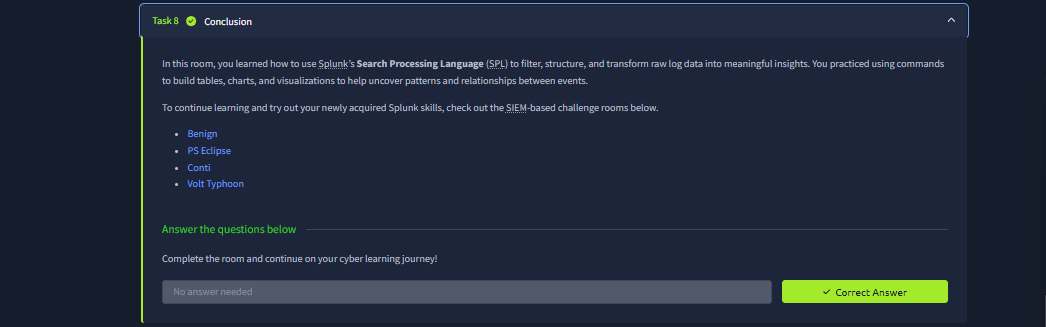 Task 8 Conclusion
In this room, you learned how to use Splunk's Search Processing Language (SPL) to filter, structure, and transform raw log data into meaningful insights. You practiced using commands
to build tables, charts, and visualizations to help uncover patterns and relationships between events.
To continue learning and try out your newly acquired Splunk skills, check out the SIEM-based challenge rooms below.
• Benign
• PS Eclipse
• Conti
• Volt Typhoon
Answer the questions below
Complete the room and continue on your cyber learning journey!
No answer needed
Correct Answer